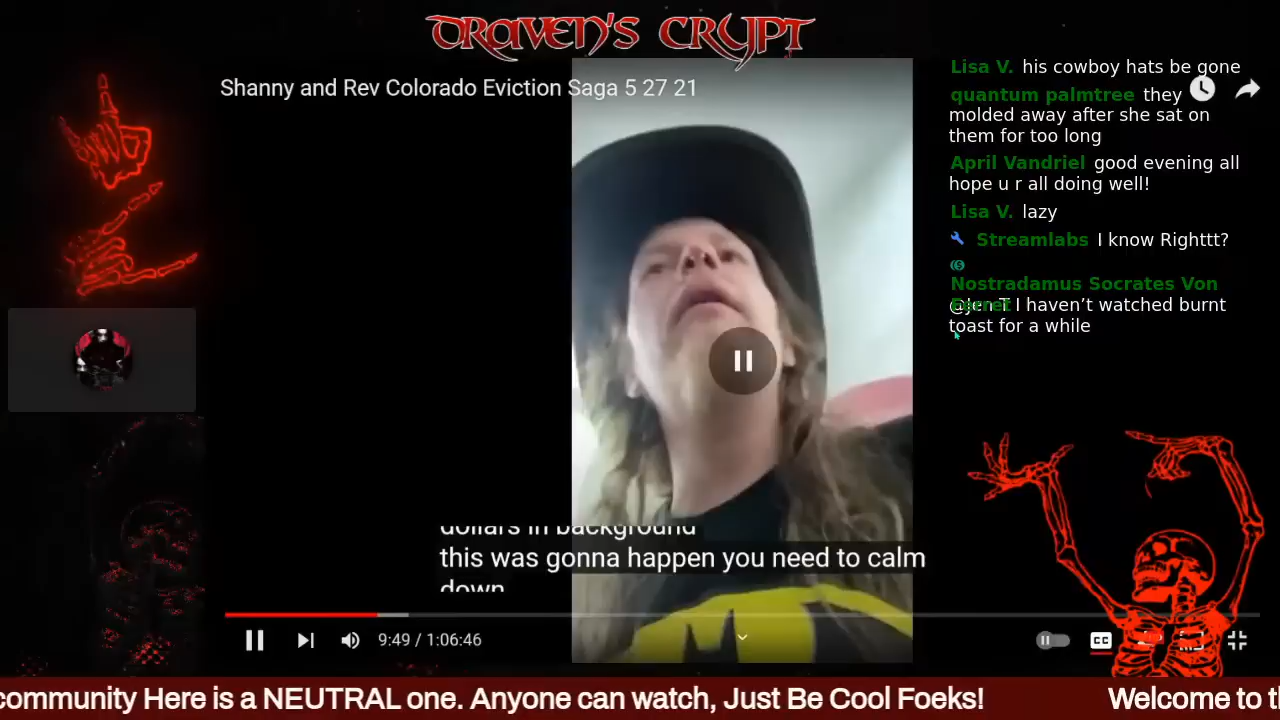 DRAVEN'S CRYPT
Shanny and Rev Colorado Eviction Saga 5 27 21
Lisa V. his cowboy hats be gone
quantum palmtree they
molded away after she sat on
them for too long
April Vandriel good evening all
hope u r all doing well!
Lisa V. lazy
Streamlabs I know Righttt?
Nostradamus Socrates Von
Ferret
@Jen T I haven't watched burnt
toast for a while
dollars in background
this was gonna happen you need to calm
down
9:49 / 1:06:46
CC
community Here is a NEUTRAL one. Anyone can watch, Just Be Cool Foeks! Welcome to